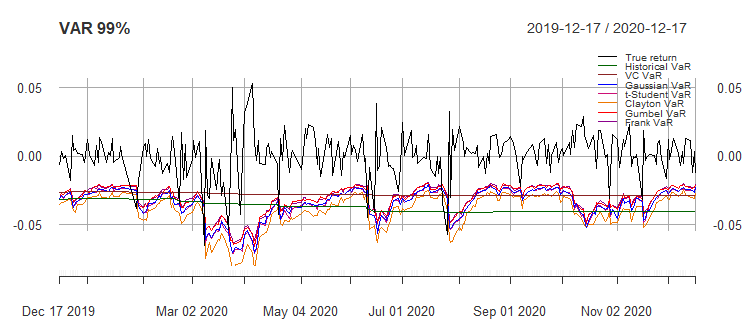 VAR 99%
2019-12-17 / 2020-12-17
True return
Historical VaR
VC VaR
Gaussian VaR
t-Student VaR
Clayton VaR
Gumbel VaR
Frank VaR
0.05
0.05
0.00
0.00
-0.05
-0.05
Dec 17 2019
Mar 02 2020
May 04 2020
Jul 01 2020
Sep 01 2020
Nov 02 2020